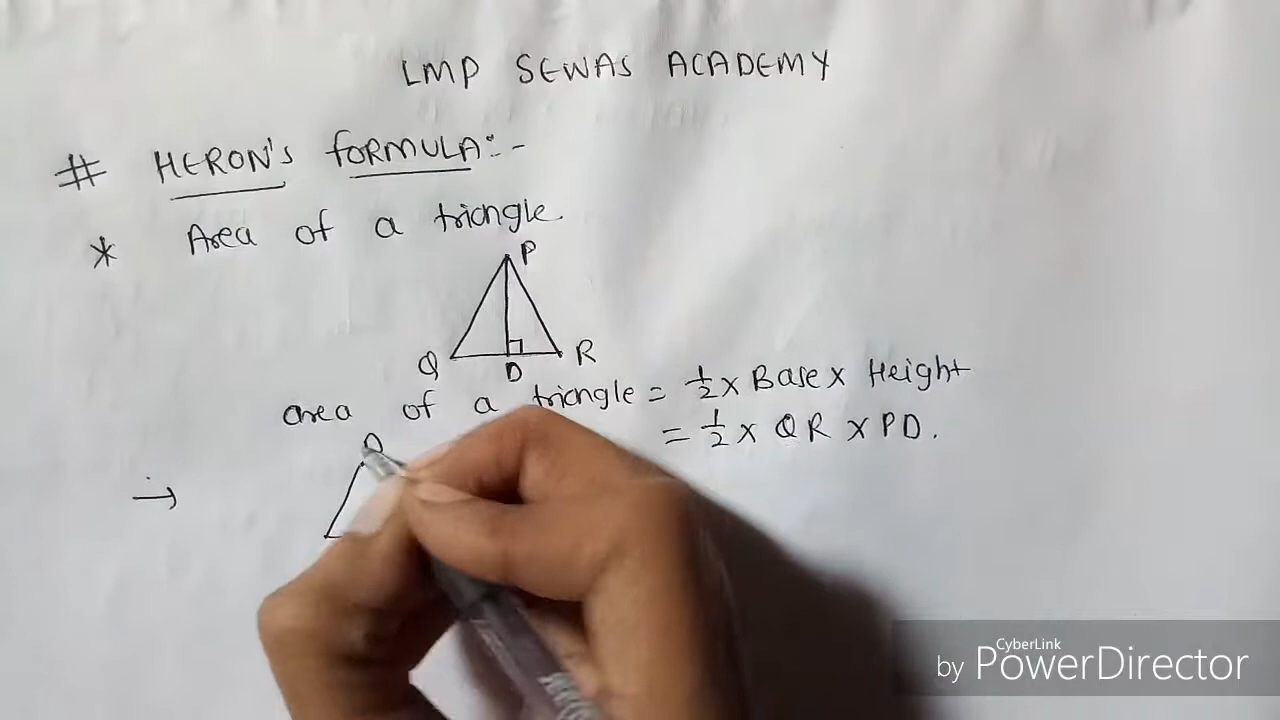 LMP SEWAS ACADEMY
# HERON'S FORMULA:-
* Area of a triangle.
P
Q D R
area of a triangle = 1/2 x Base x Height
= 1/2 x QR x PD.
→
CyberLink
by PowerDirector